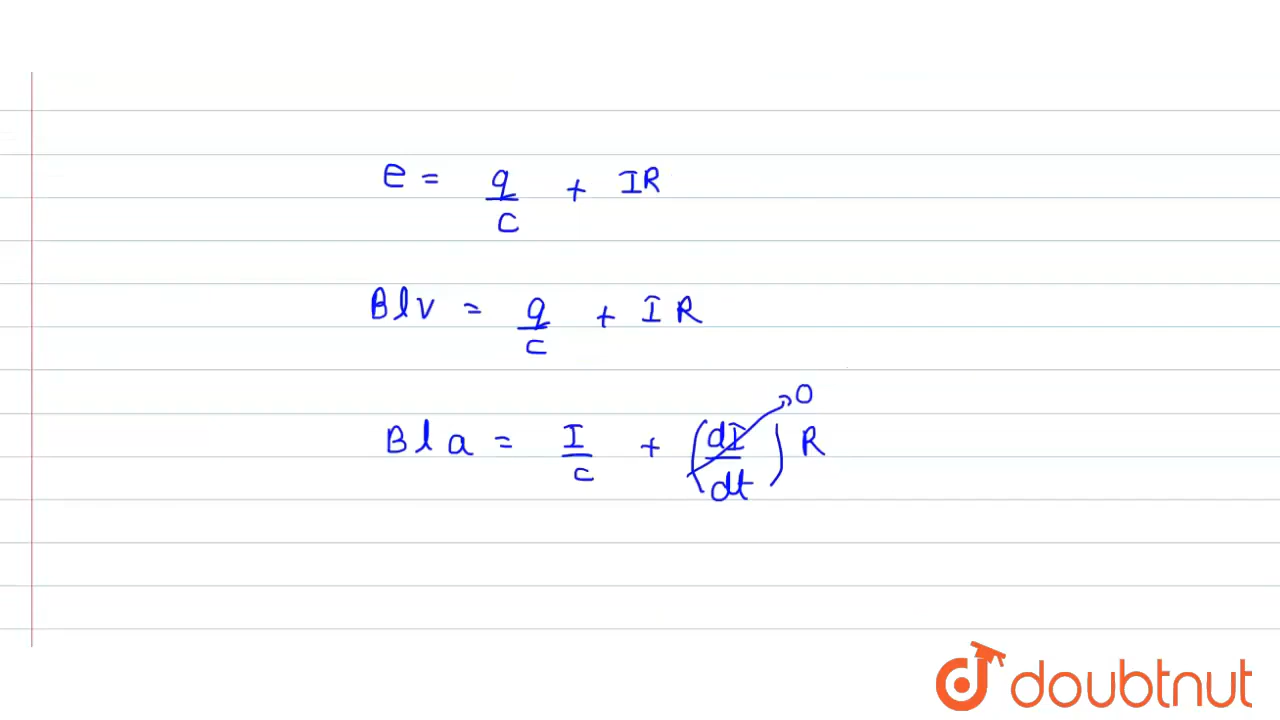 e = q/c + IR
Blv = q/c + IR
Bla = I/c + (dI/dt) R → 0
doubtnut